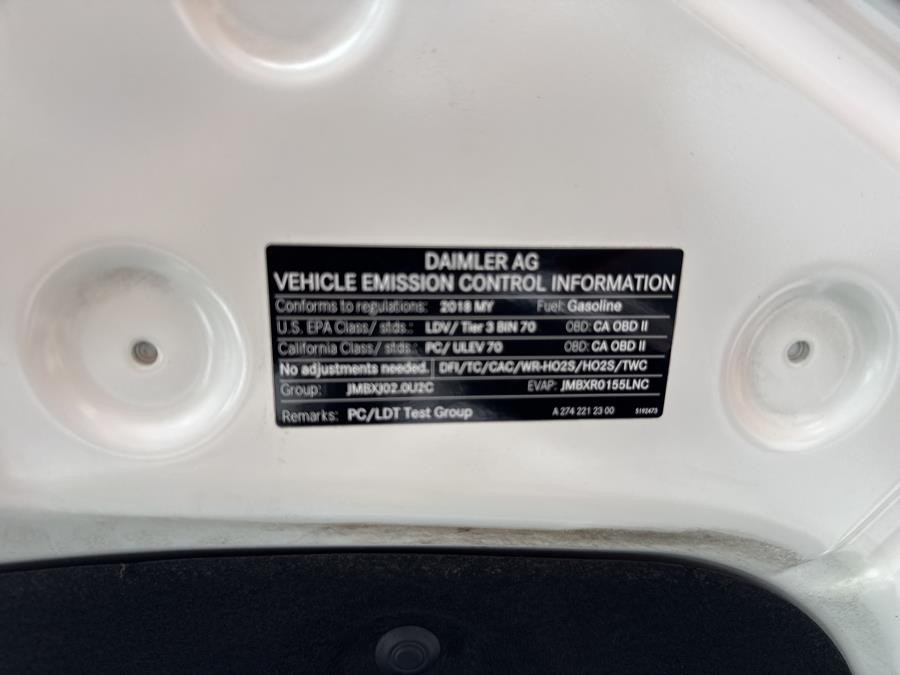 DAIMLER AG
VEHICLE EMISSION CONTROL INFORMATION
Conforms to regulations: 2018 MY Fuel: Gasoline
U.S. EPA Class/ stds.: LDV/ Tier 3 BIN 70 OBD: CA OBD II
California Class/ stds.: PC/ ULEV 70 OBD: CA OBD II
No adjustments needed. DFI/TC/CAC/WR-HO2S/HO2S/TWC
Group: JMBXJ02.0U2C EVAP: JMBXR0155LNC
Remarks: PC/LDT Test Group A 274 221 23 00 5192473